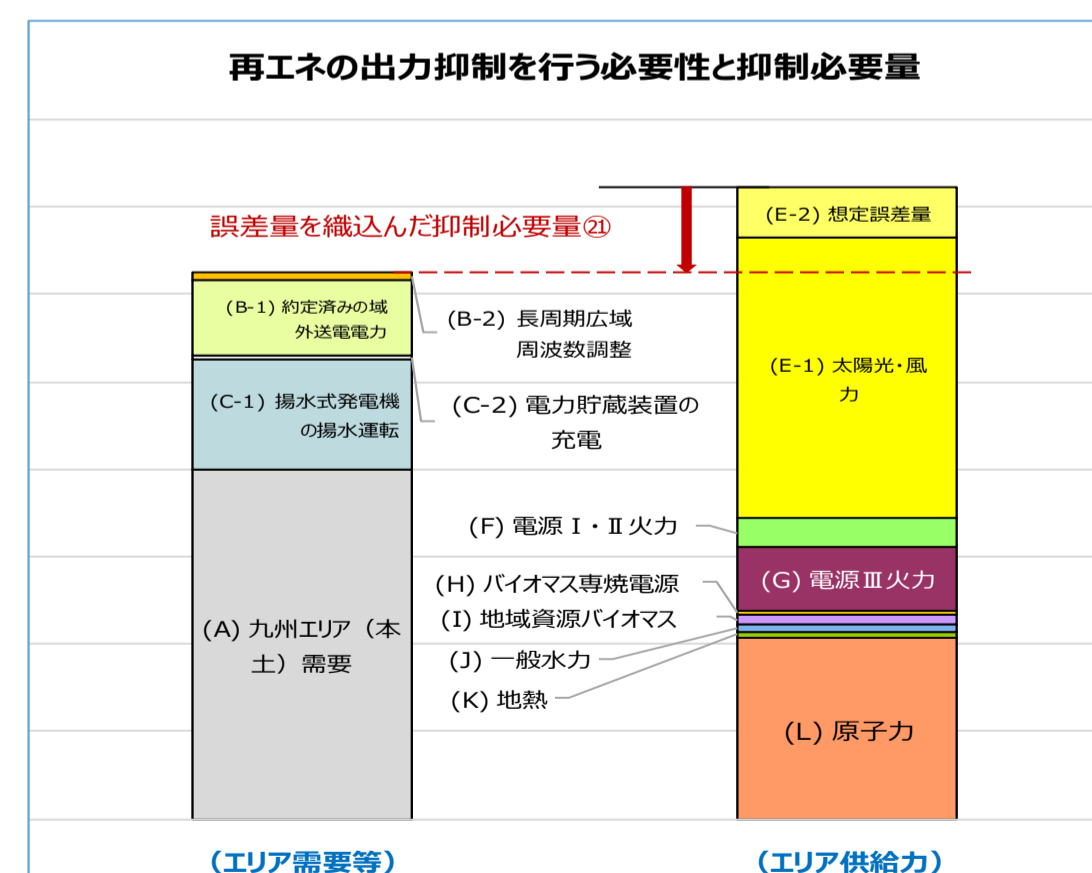 再エネの出力抑制を行う必要性と抑制必要量
誤差量を織込んだ抑制必要量㉑
(B-1) 約定済みの域
外送電電力
(B-2) 長周期広域
周波数調整
(C-1) 揚水式発電機
の揚水運転
(C-2) 電力貯蔵装置の
充電
(A) 九州エリア（本
土）需要
(E-2) 想定誤差量
(E-1) 太陽光・風
力
(F) 電源Ⅰ・Ⅱ火力
(G) 電源Ⅲ火力
(H) バイオマス専焼電源
(I) 地域資源バイオマス
(J) 一般水力
(K) 地熱
(L) 原子力
（エリア需要等）
（エリア供給力）